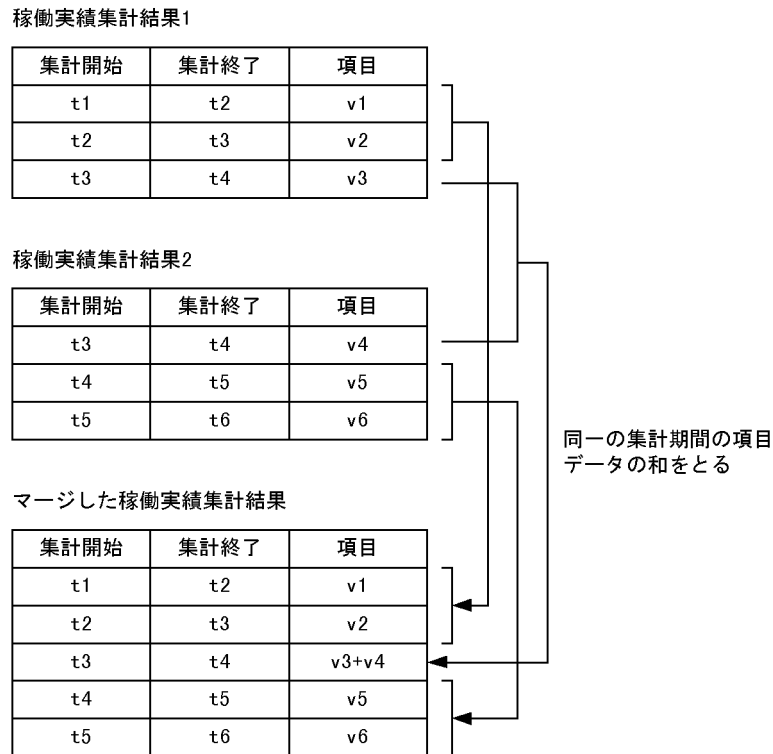 稼働実績集計結果1
集計開始 集計終了 項目
t1 t2 v1
t2 t3 v2
t3 t4 v3
稼働実績集計結果2
集計開始 集計終了 項目
t3 t4 v4
t4 t5 v5
t5 t6 v6
同一の集計期間の項目
データの和をとる
マージした稼働実績集計結果
集計開始 集計終了 項目
t1 t2 v1
t2 t3 v2
t3 t4 v3+v4
t4 t5 v5
t5 t6 v6